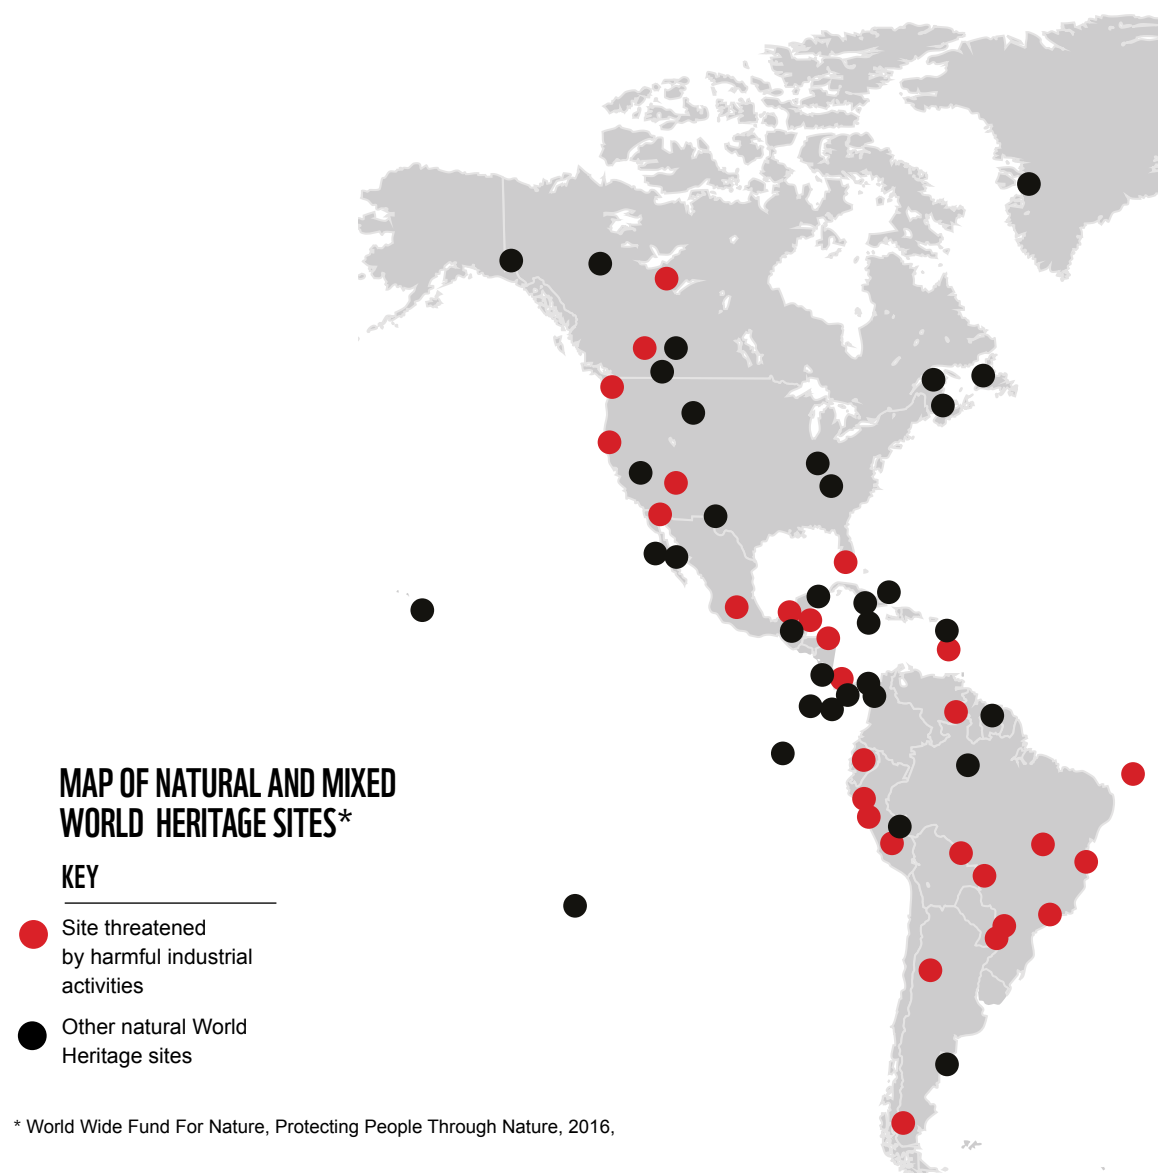 MAP OF NATURAL AND MIXED
WORLD HERITAGE SITES*
KEY
Site threatened
by harmful industrial
activities
Other natural World
Heritage sites
* World Wide Fund For Nature, Protecting People Through Nature, 2016,